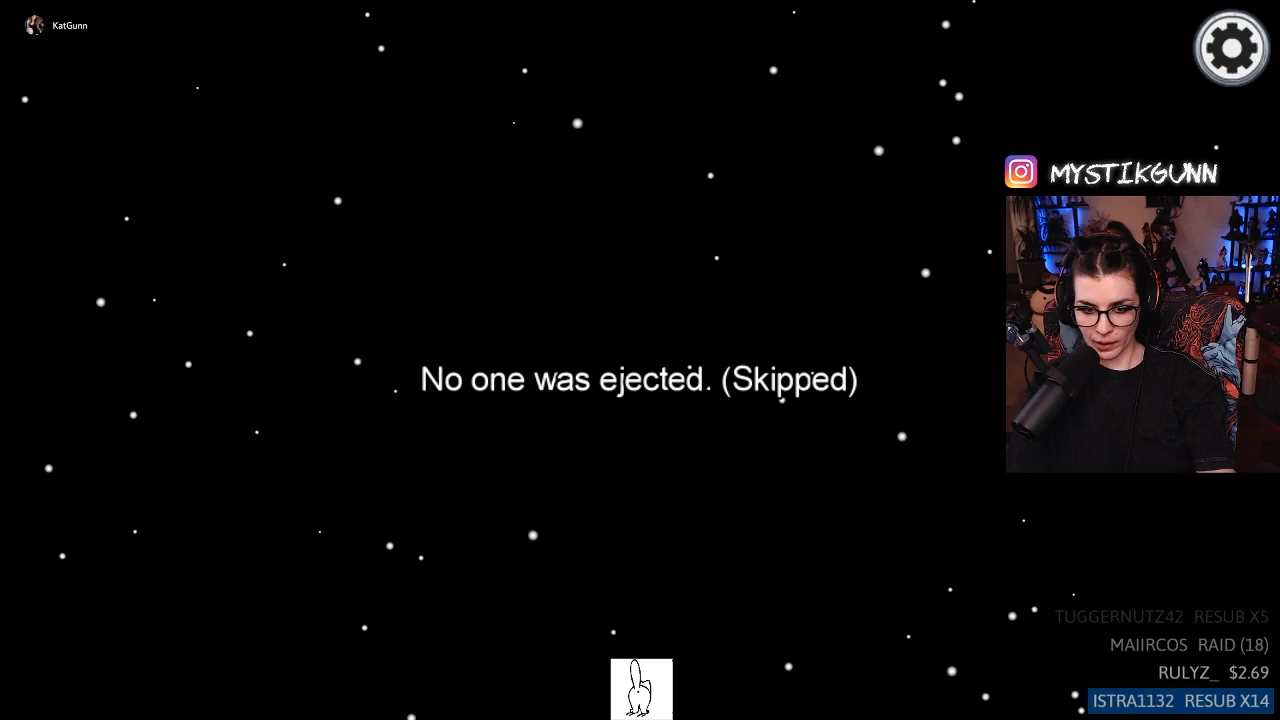 KatGunn
MYSTIKGUNN
No one was ejected. (Skipped)
TUGGERNUTZ42 RESUB X5
MAIIRCOS RAID (18)
RULYZ_ $2.69
ISTRA1132 RESUB X14